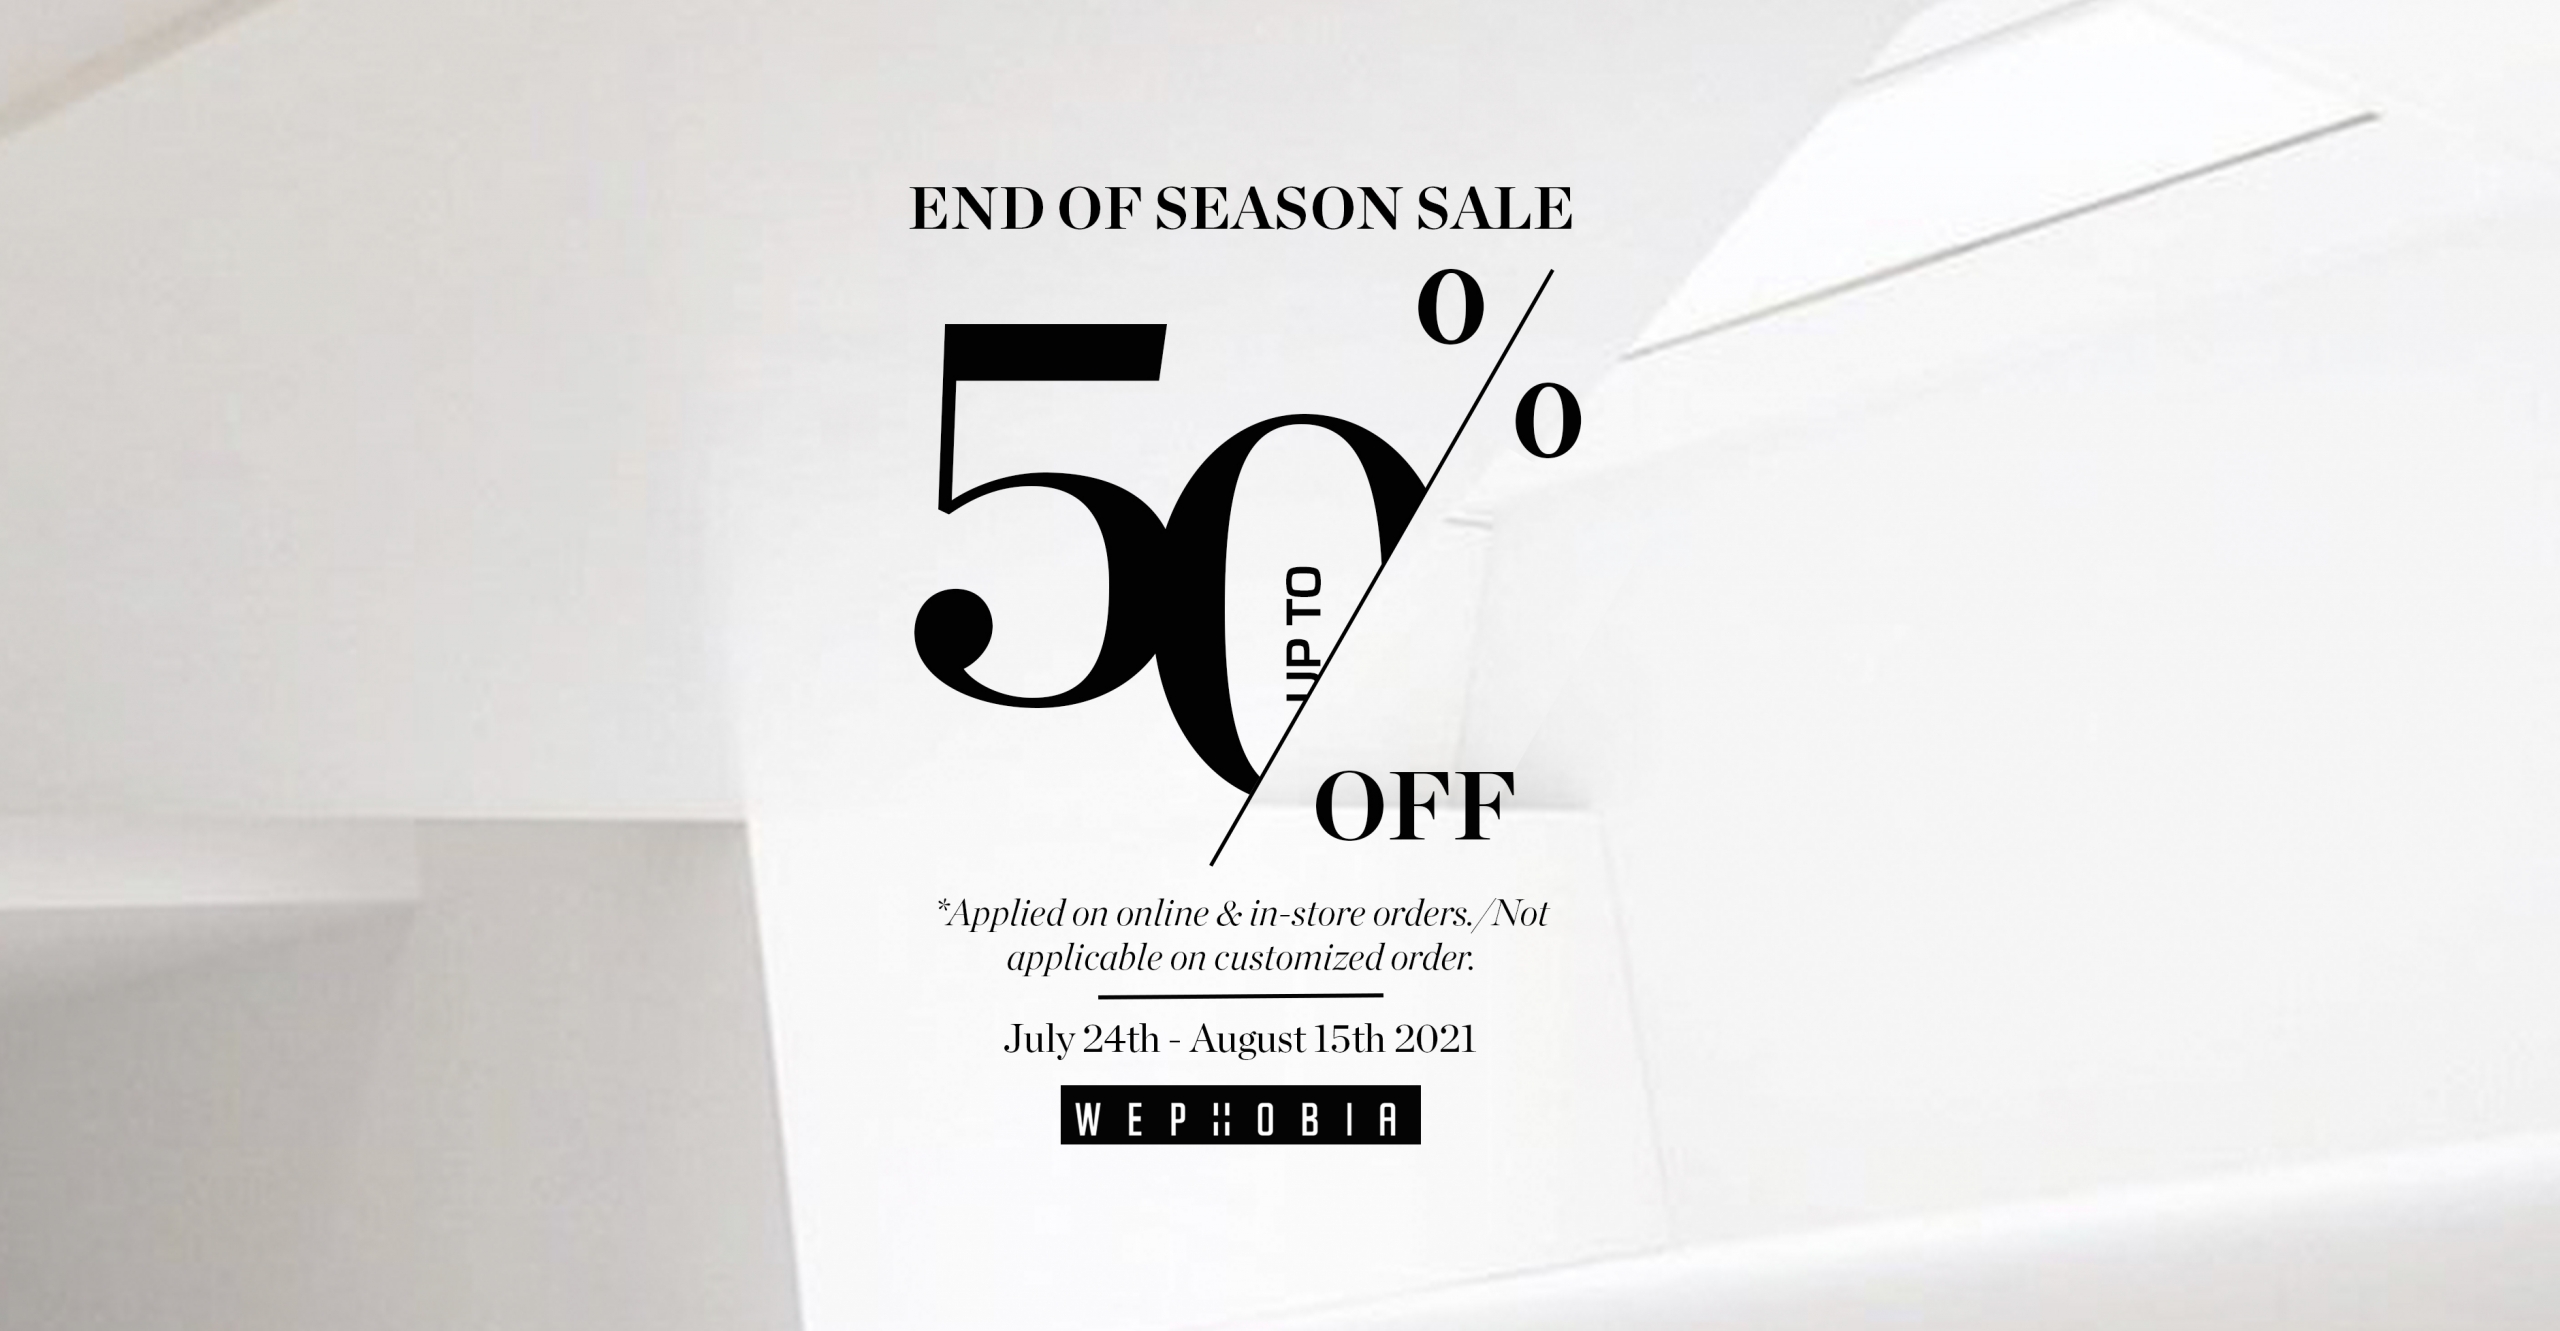 END OF SEASON SALE
50%
UP TO
OFF
*Applied on online & in-store orders./Not
applicable on customized order.
July 24th - August 15th 2021
WEPHOBIA